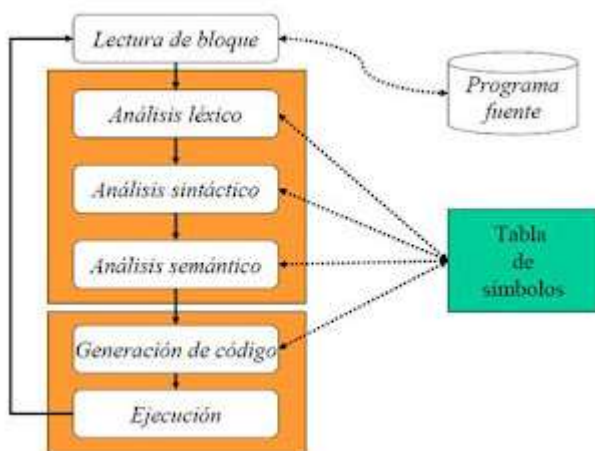 Lectura de bloque
Programa
fuente
Análisis léxico
Análisis sintáctico
Análisis semántico
Tabla
de
símbolos
Generación de código
Ejecución